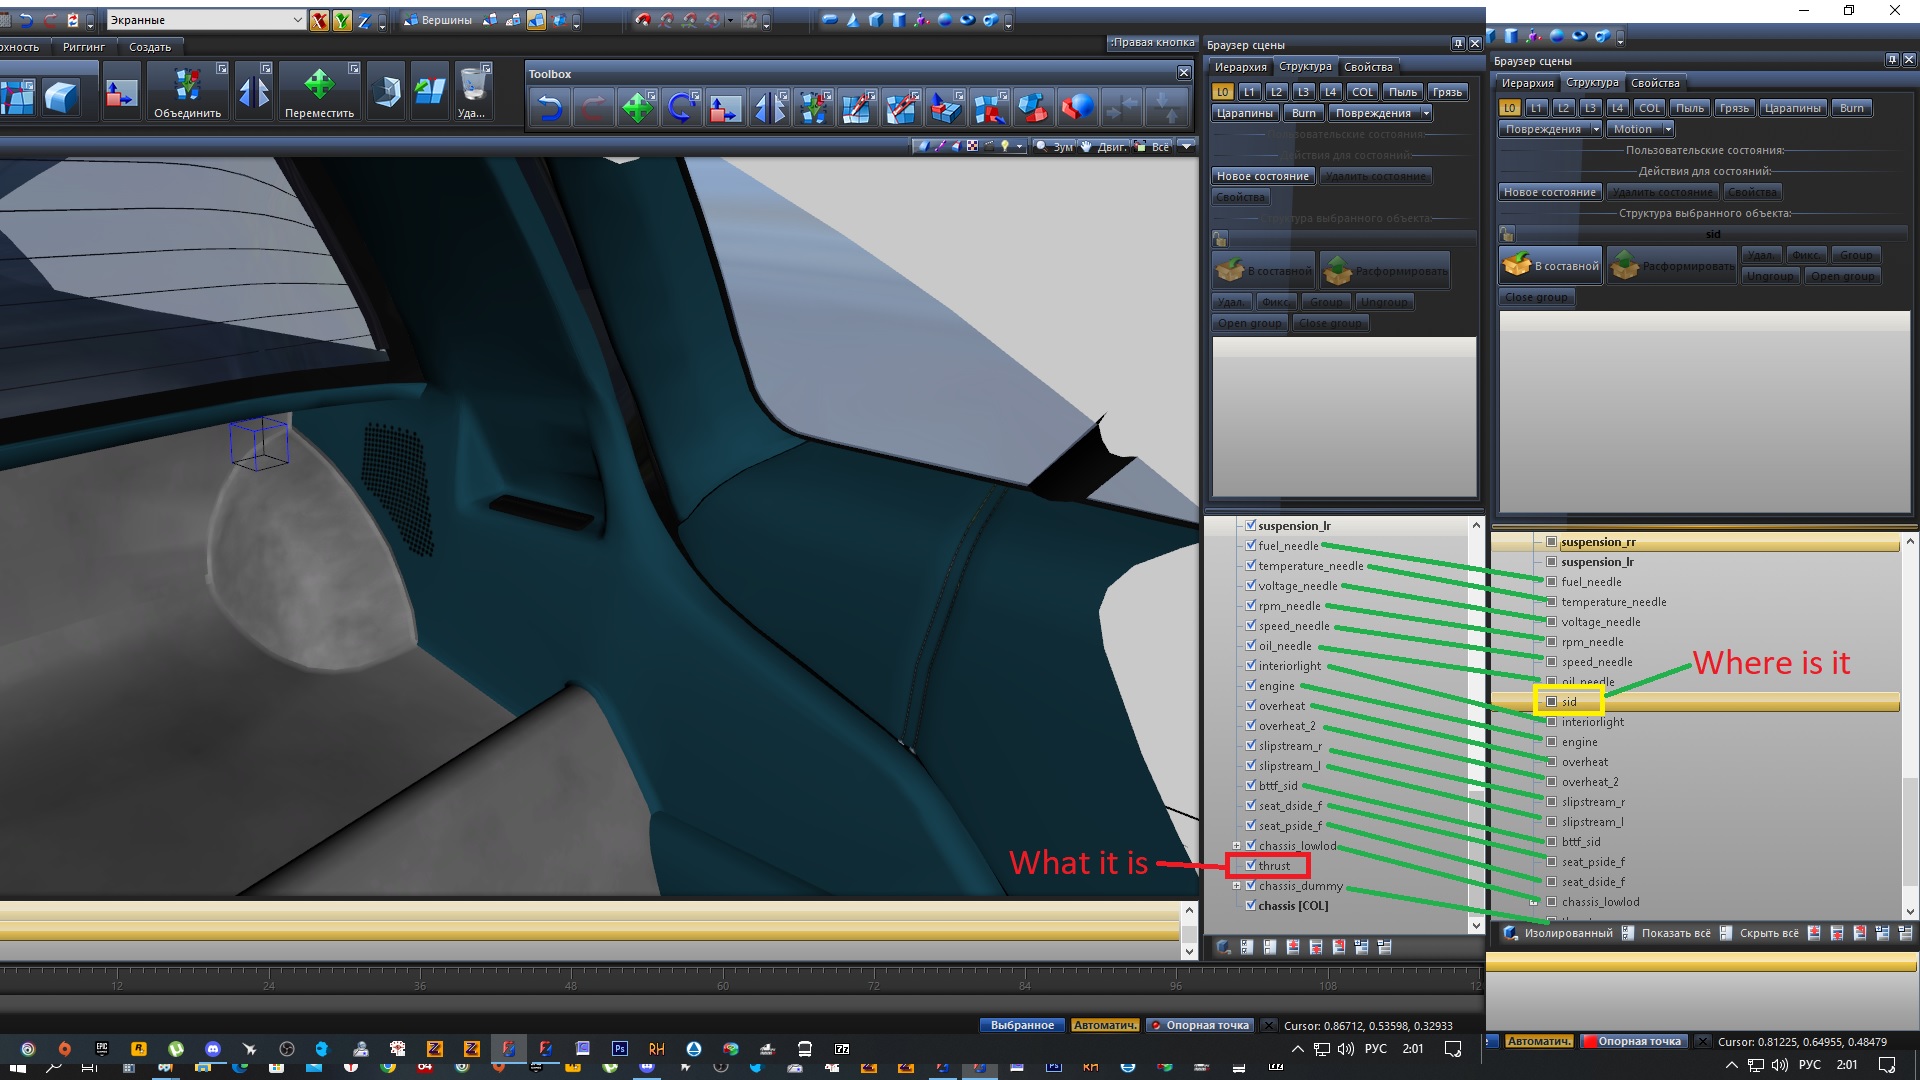 Экранные
X
Y
Z
Вершины
Риггинг
Создать
:Правая кнопка
Объединить
Переместить
Уда...
Toolbox
Зум
Двиг.
Всё
Браузер сцены
Иерархия
Структура
Свойства
L0
L1
L2
L3
L4
COL
Пыль
Грязь
Царапины
Burn
Повреждения
Пользовательские состояния:
Действия для состояний:
Новое состояние
Удалить состояние
Свойства
Структура выбранного объекта:
В составной
Расформировать
Удал.
Фикс.
Group
Ungroup
Open group
Close group
suspension_lr
fuel_needle
temperature_needle
voltage_needle
rpm_needle
speed_needle
oil_needle
interiorlight
engine
overheat
overheat_2
slipstream_r
slipstream_l
bttf_sid
seat_dside_f
seat_pside_f
chassis_lowlod
What it is
thrust
chassis_dummy
chassis [COL]
12
24
36
48
60
72
84
96
108
Выбранное
Автоматич.
Опорная точка
Cursor: 0.86712, 0.53598, 0.32933
РУС
2:01
Браузер сцены
Иерархия
Структура
Свойства
L0
L1
L2
L3
L4
COL
Пыль
Грязь
Царапины
Burn
Повреждения
Motion
Пользовательские состояния:
Действия для состояний:
Новое состояние
Удалить состояние
Свойства
Структура выбранного объекта:
sid
В составной
Расформировать
Удал.
Фикс.
Group
Ungroup
Open group
Close group
suspension_rr
suspension_lr
fuel_needle
temperature_needle
voltage_needle
rpm_needle
speed_needle
oil_needle
Where is it
sid
interiorlight
engine
overheat
overheat_2
slipstream_r
slipstream_l
bttf_sid
seat_pside_f
seat_dside_f
chassis_lowlod
Изолированный
Показать всё
Скрыть всё
Автоматич.
Опорная точка
Cursor: 0.81225, 0.64955, 0.48479
РУС
2:01